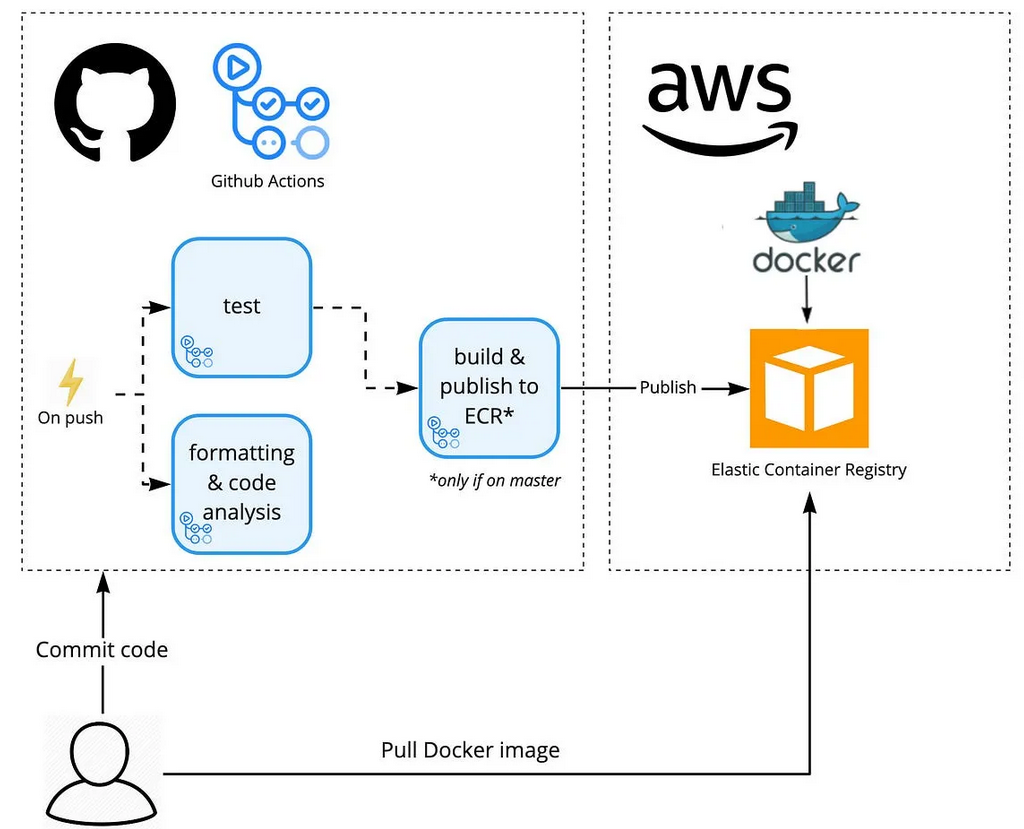 aws
Github Actions
docker
test
build &
publish to
ECR*
Publish
On push
formatting
& code
analysis
*only if on master
Elastic Container Registry
Commit code
Pull Docker image